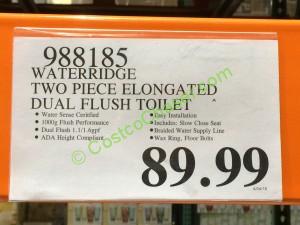 988185
WATERRIDGE
TWO PIECE ELONGATED
DUAL FLUSH TOILET
• Water Sense Certified
• 1000g Flush Performance
• Dual Flush 1.1/1.6gpf
• ADA Height Compliant
• Easy Installation
• Includes: Slow Close Seat
• Braided Water Supply Line
• Wax Ring, Floor Bolts
89.99
CostcoCouple.com